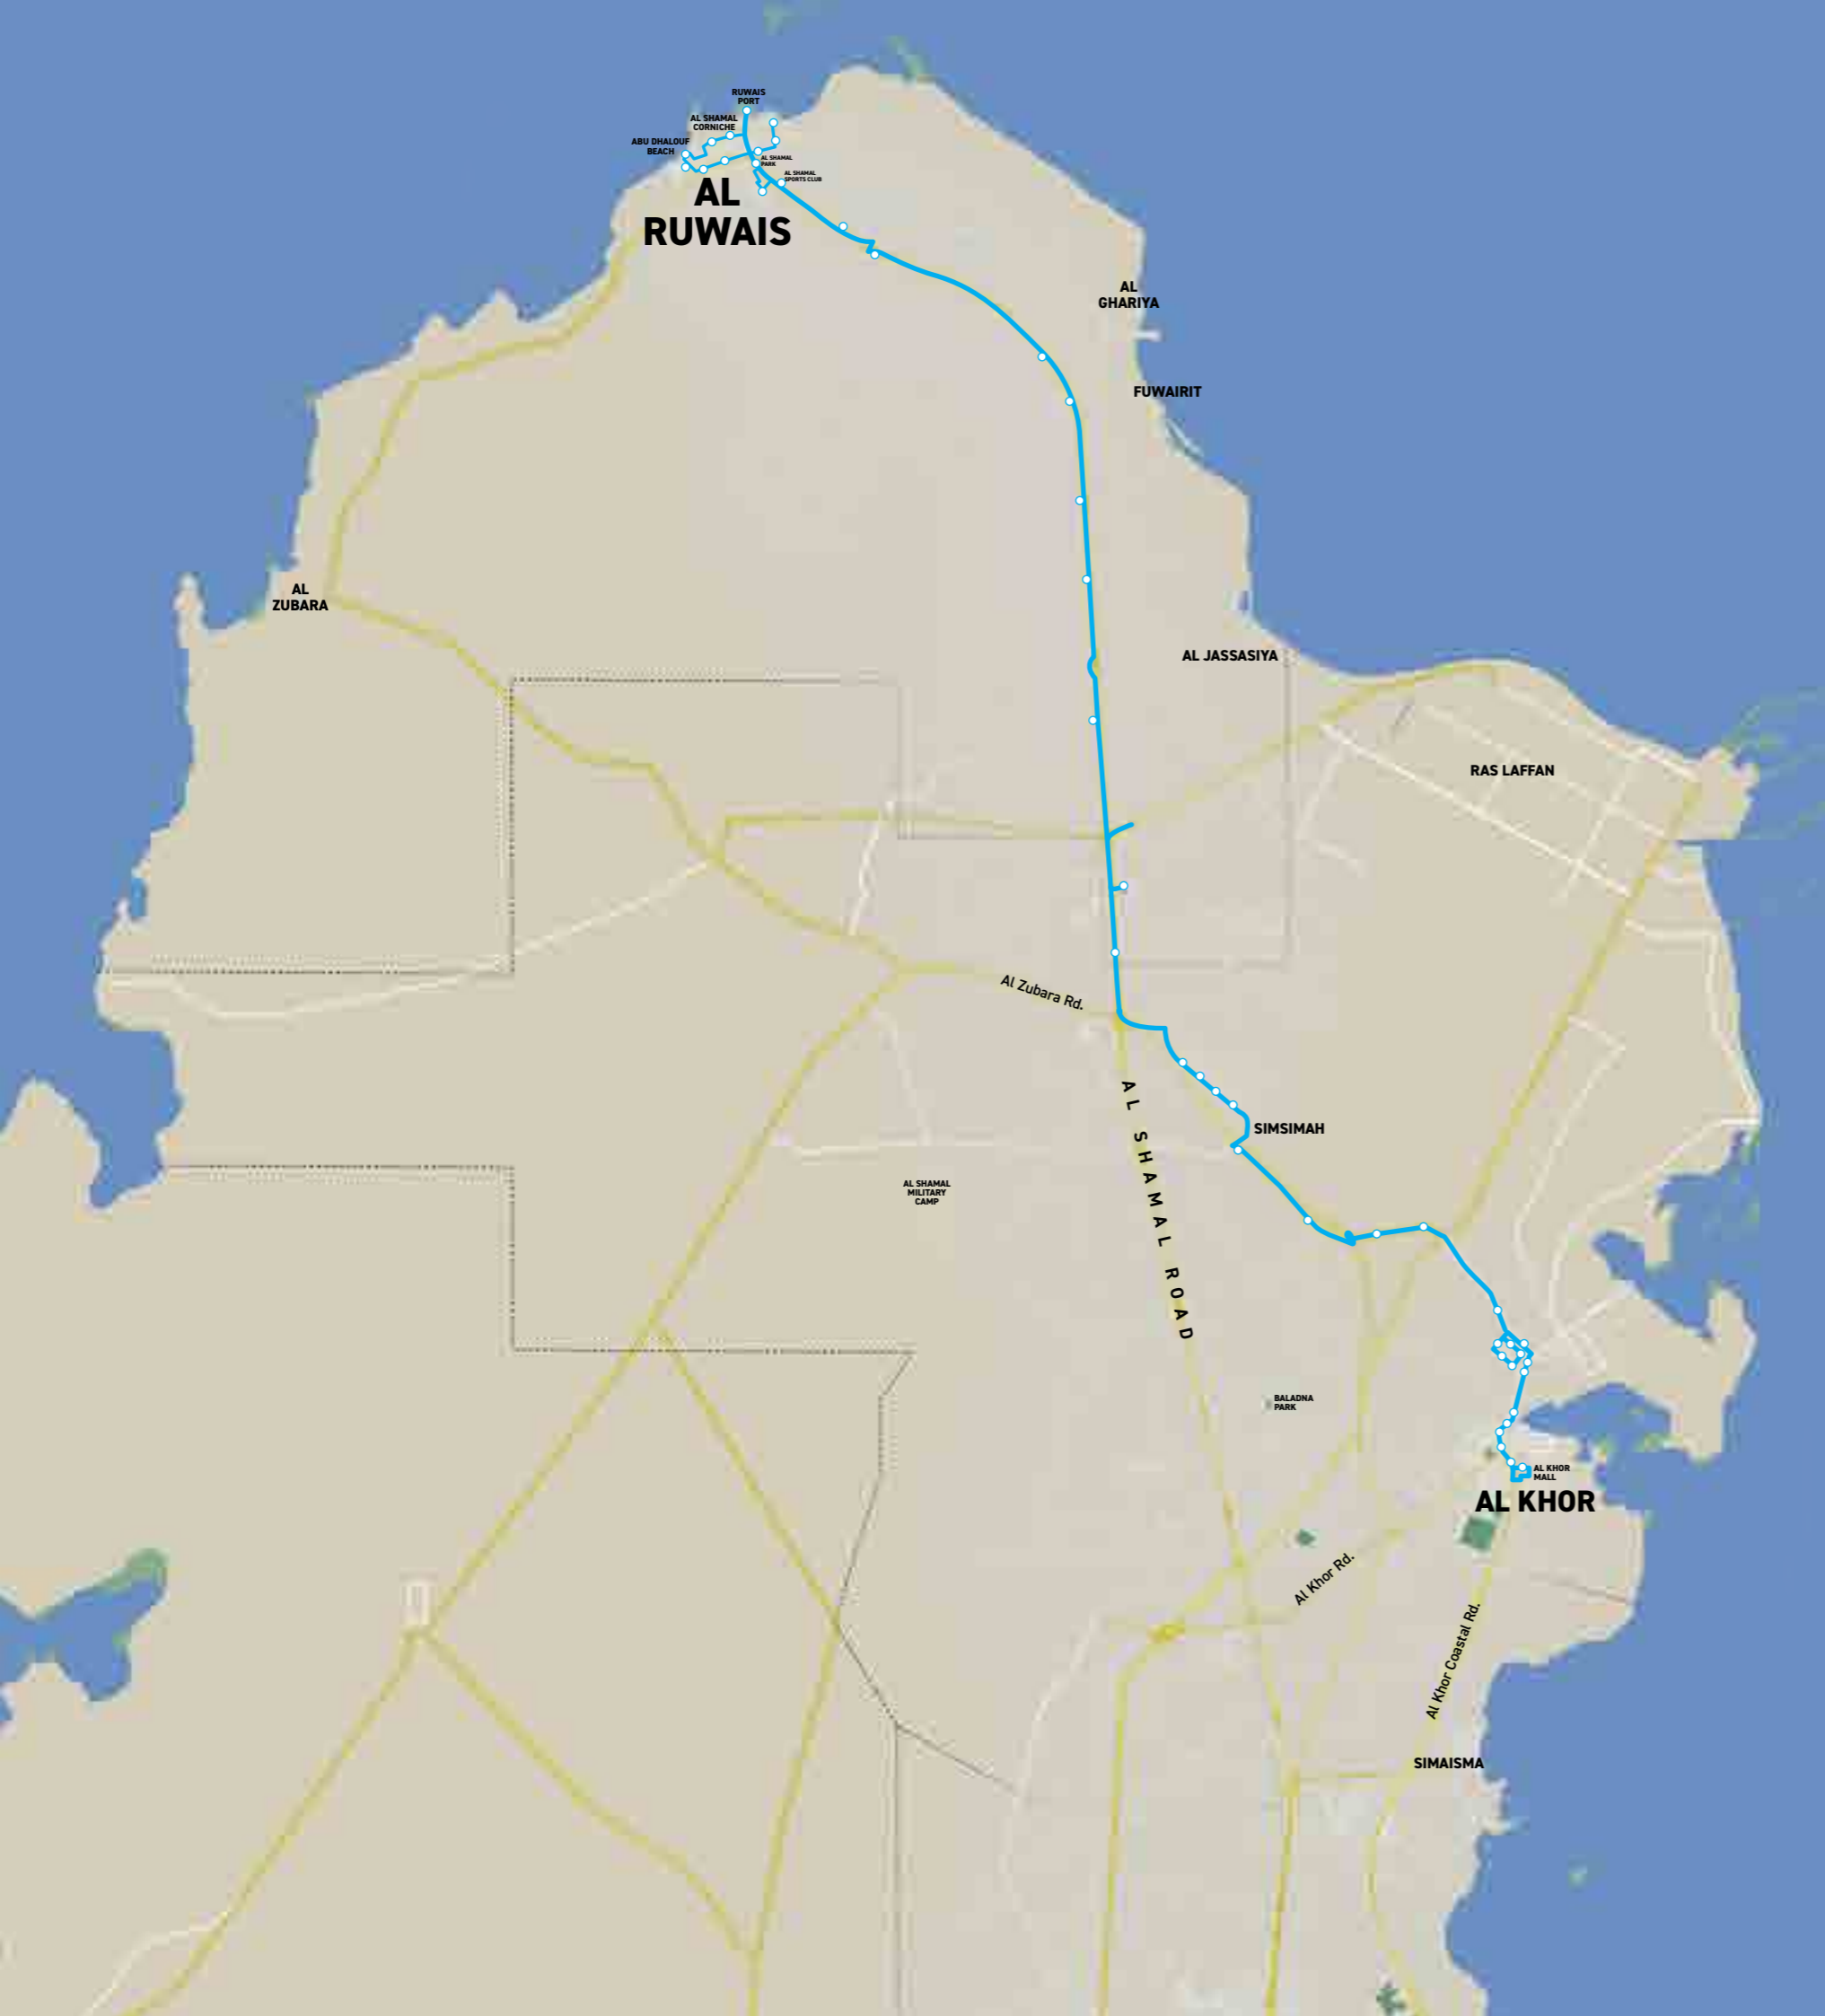 RUWAIS
PORT
AL SHAMAL
CORNICHE
ABU DHALOUF
BEACH
AL SHAMAL
PARK
AL SHAMAL
SPORTS CLUB
AL
RUWAIS
AL
GHARIYA
FUWAIRIT
AL
ZUBARA
AL JASSASIYA
RAS LAFFAN
Al Zubara Rd.
AL SHAMAL ROAD
SIMSIMAH
AL SHAMAL
MILITARY
CAMP
BALADNA
PARK
AL KHOR
MALL
AL KHOR
Al Khor Rd.
Al Khor Coastal Rd.
SIMAISMA